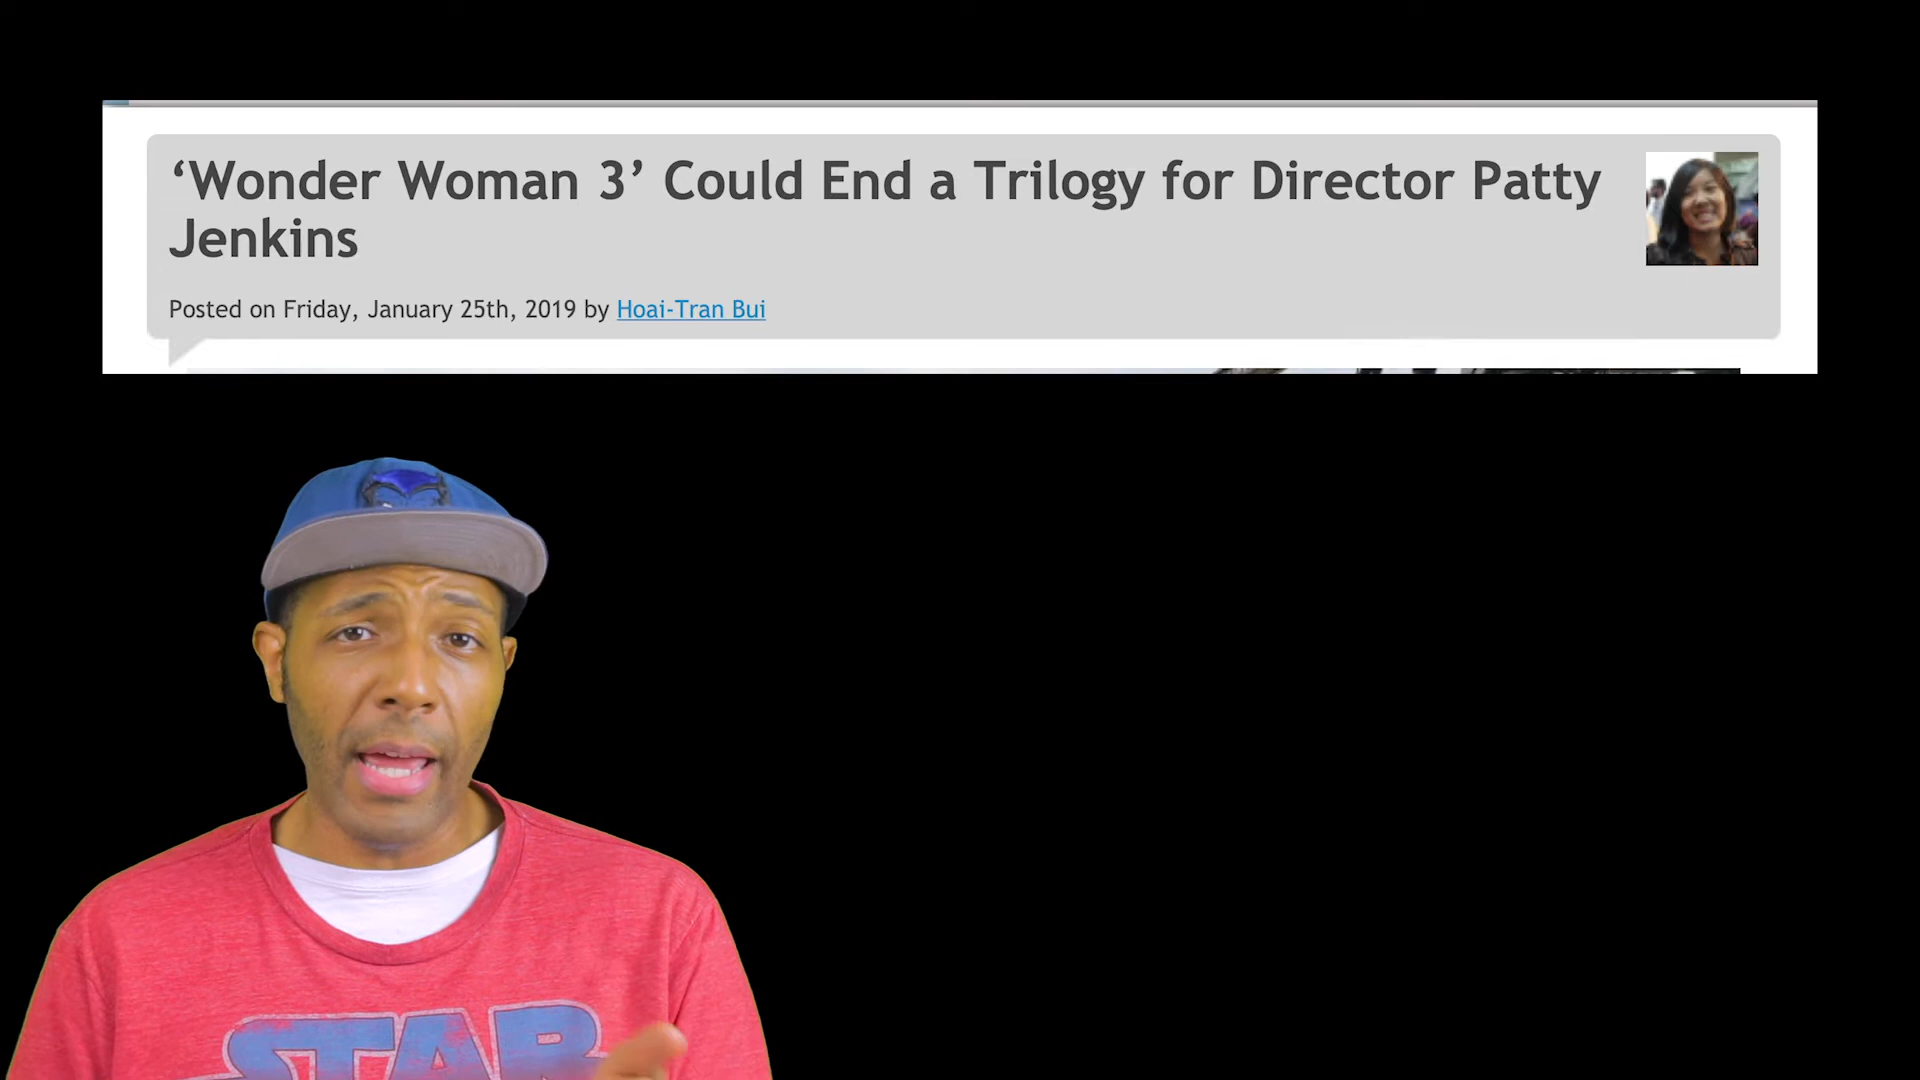 ‘Wonder Woman 3’ Could End a Trilogy for Director Patty
Jenkins
Posted on Friday, January 25th, 2019 by Hoai-Tran Bui
STAR